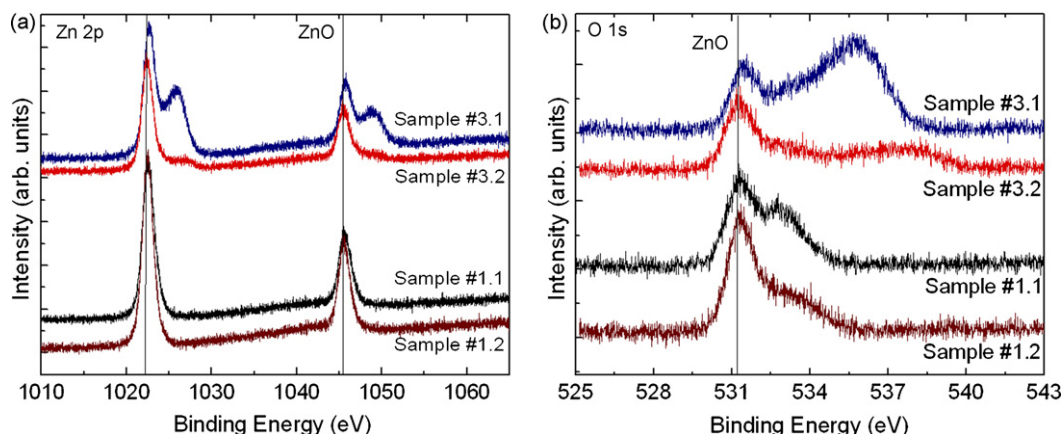 (a)
Zn 2p
ZnO
Sample #3.1
Sample #3.2
Sample #1.1
Sample #1.2
Intensity (arb. units)
1010 1020 1030 1040 1050 1060
Binding Energy (eV)
(b)
O 1s
ZnO
Sample #3.1
Sample #3.2
Sample #1.1
Sample #1.2
Intensity (arb. units)
525 528 531 534 537 540 543
Binding Energy (eV)